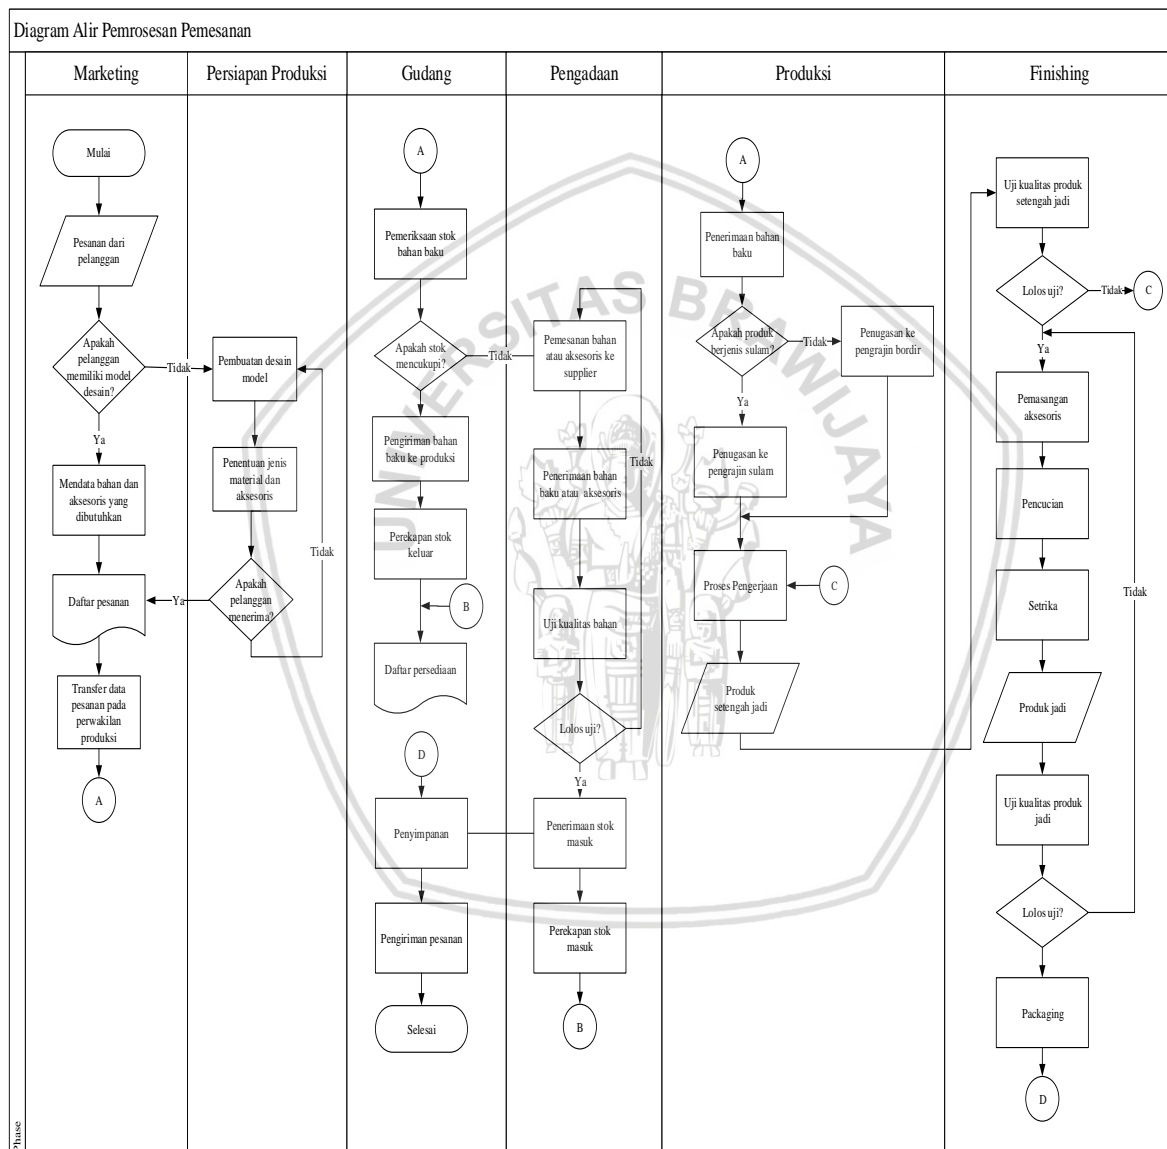 Diagram Alir Pemrosesan Pemesanan
Marketing
Persiapan Produksi
Gudang
Pengadaan
Produksi
Finishing
Mulai
Pesanan dari
pelanggan
Apakah
pelanggan
memiliki model
desain?
Tidak
Ya
Mendata bahan dan
aksesoris yang
dibutuhkan
Daftar pesanan
Transfer data
pesanan pada
perwakilan
produksi
A
Pembuatan desain
model
Penentuan jenis
material dan
aksesoris
Tidak
Apakah
pelanggan
menerima?
Ya
A
Pemeriksaan stok
bahan baku
Apakah stok
mencukupi?
Tidak
Pengiriman bahan
baku ke produksi
Perekapan stok
keluar
B
Daftar persediaan
D
Penyimpanan
Pengiriman pesanan
Selesai
Pemesanan bahan
atau aksesoris ke
supplier
Penerimaan bahan
baku atau aksesoris
Tidak
Uji kualitas bahan
Lolos uji?
Ya
Penerimaan stok
masuk
Perekapan stok
masuk
B
A
Penerimaan bahan
baku
Apakah produk
berjenis sulam?
Tidak
Penugasan ke
pengrajin bordir
Ya
Penugasan ke
pengrajin sulam
Proses Pengerjaan
C
Produk
setengah jadi
Uji kualitas produk
setengah jadi
Lolos uji?
Tidak
C
Ya
Pemasangan
aksesoris
Pencucian
Setrika
Tidak
Produk jadi
Uji kualitas produk
jadi
Lolos uji?
Packaging
D
Phase
UNIVERSITAS BRAWIJAYA